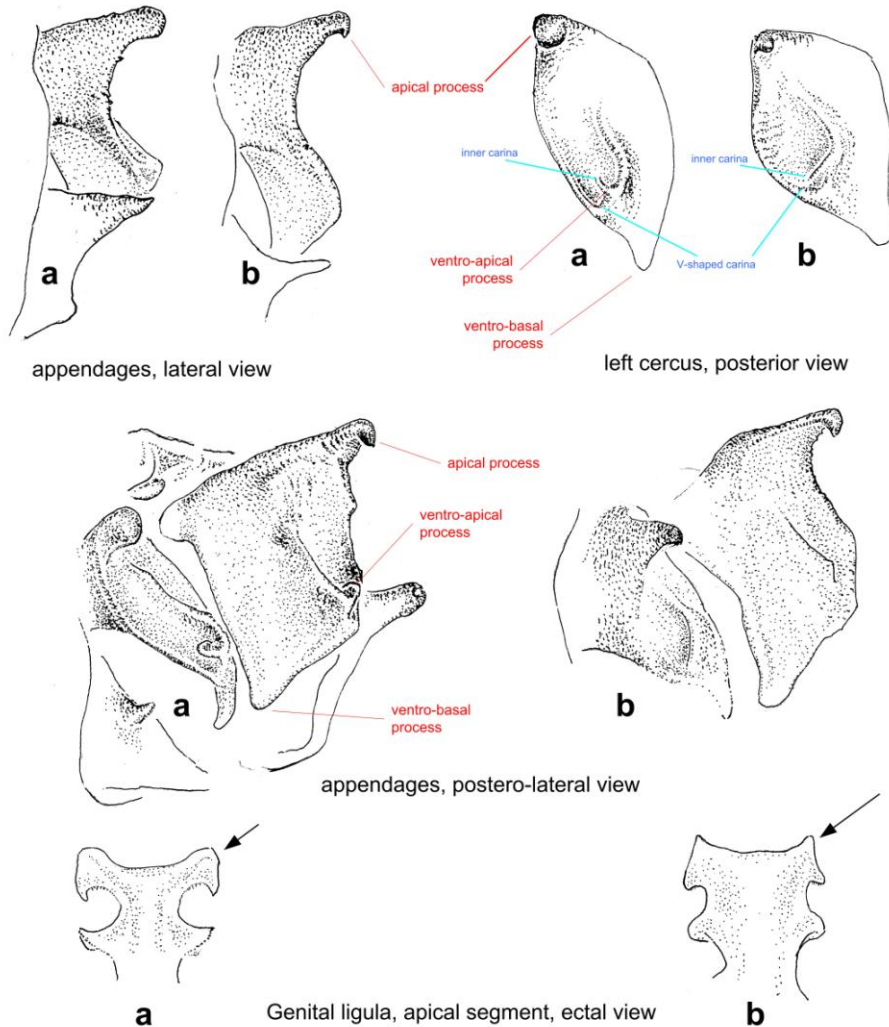 apical process
inner carina
inner carina
a
b
a
b
ventro-apical
process
V-shaped carina
ventro-basal
process
appendages, lateral view
left cercus, posterior view
apical process
ventro-apical
process
a
b
ventro-basal
process
appendages, postero-lateral view
a
Genital ligula, apical segment, ectal view
b